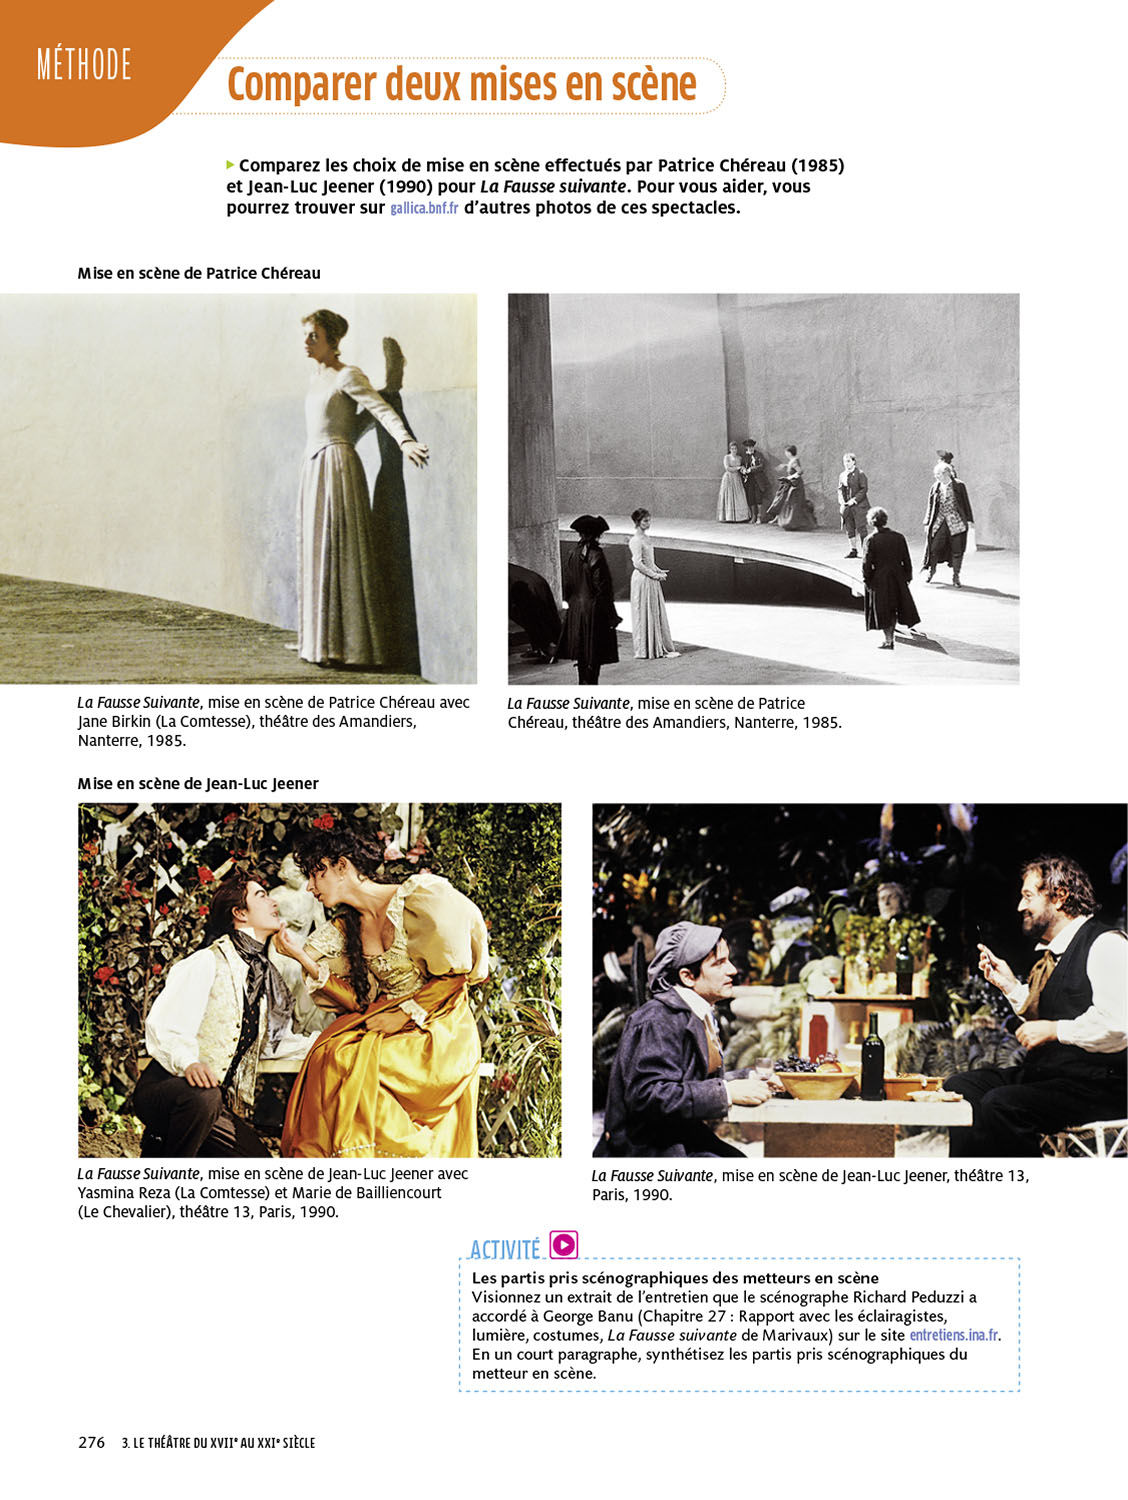 MÉTHODE
Comparer deux mises en scène
Comparez les choix de mise en scène effectués par Patrice Chéreau (1985)
et Jean-Luc Jeener (1990) pour La Fausse suivante. Pour vous aider, vous
pourrez trouver sur gallica.bnf.fr d’autres photos de ces spectacles.
Mise en scène de Patrice Chéreau
La Fausse Suivante, mise en scène de Patrice Chéreau avec
Jane Birkin (La Comtesse), théâtre des Amandiers,
Nanterre, 1985.
La Fausse Suivante, mise en scène de Patrice
Chéreau, théâtre des Amandiers, Nanterre, 1985.
Mise en scène de Jean-Luc Jeener
La Fausse Suivante, mise en scène de Jean-Luc Jeener avec
Yasmina Reza (La Comtesse) et Marie de Bailliencourt
(Le Chevalier), théâtre 13, Paris, 1990.
La Fausse Suivante, mise en scène de Jean-Luc Jeener, théâtre 13,
Paris, 1990.
ACTIVITÉ
Les partis pris scénographiques des metteurs en scène
Visionnez un extrait de l’entretien que le scénographe Richard Peduzzi a
accordé à George Banu (Chapitre 27 : Rapport avec les éclairagistes,
lumière, costumes, La Fausse suivante de Marivaux) sur le site entretiens.ina.fr.
En un court paragraphe, synthétisez les partis pris scénographiques du
metteur en scène.
276 3. LE THÉÂTRE DU XVIIe AU XXIe SIÈCLE